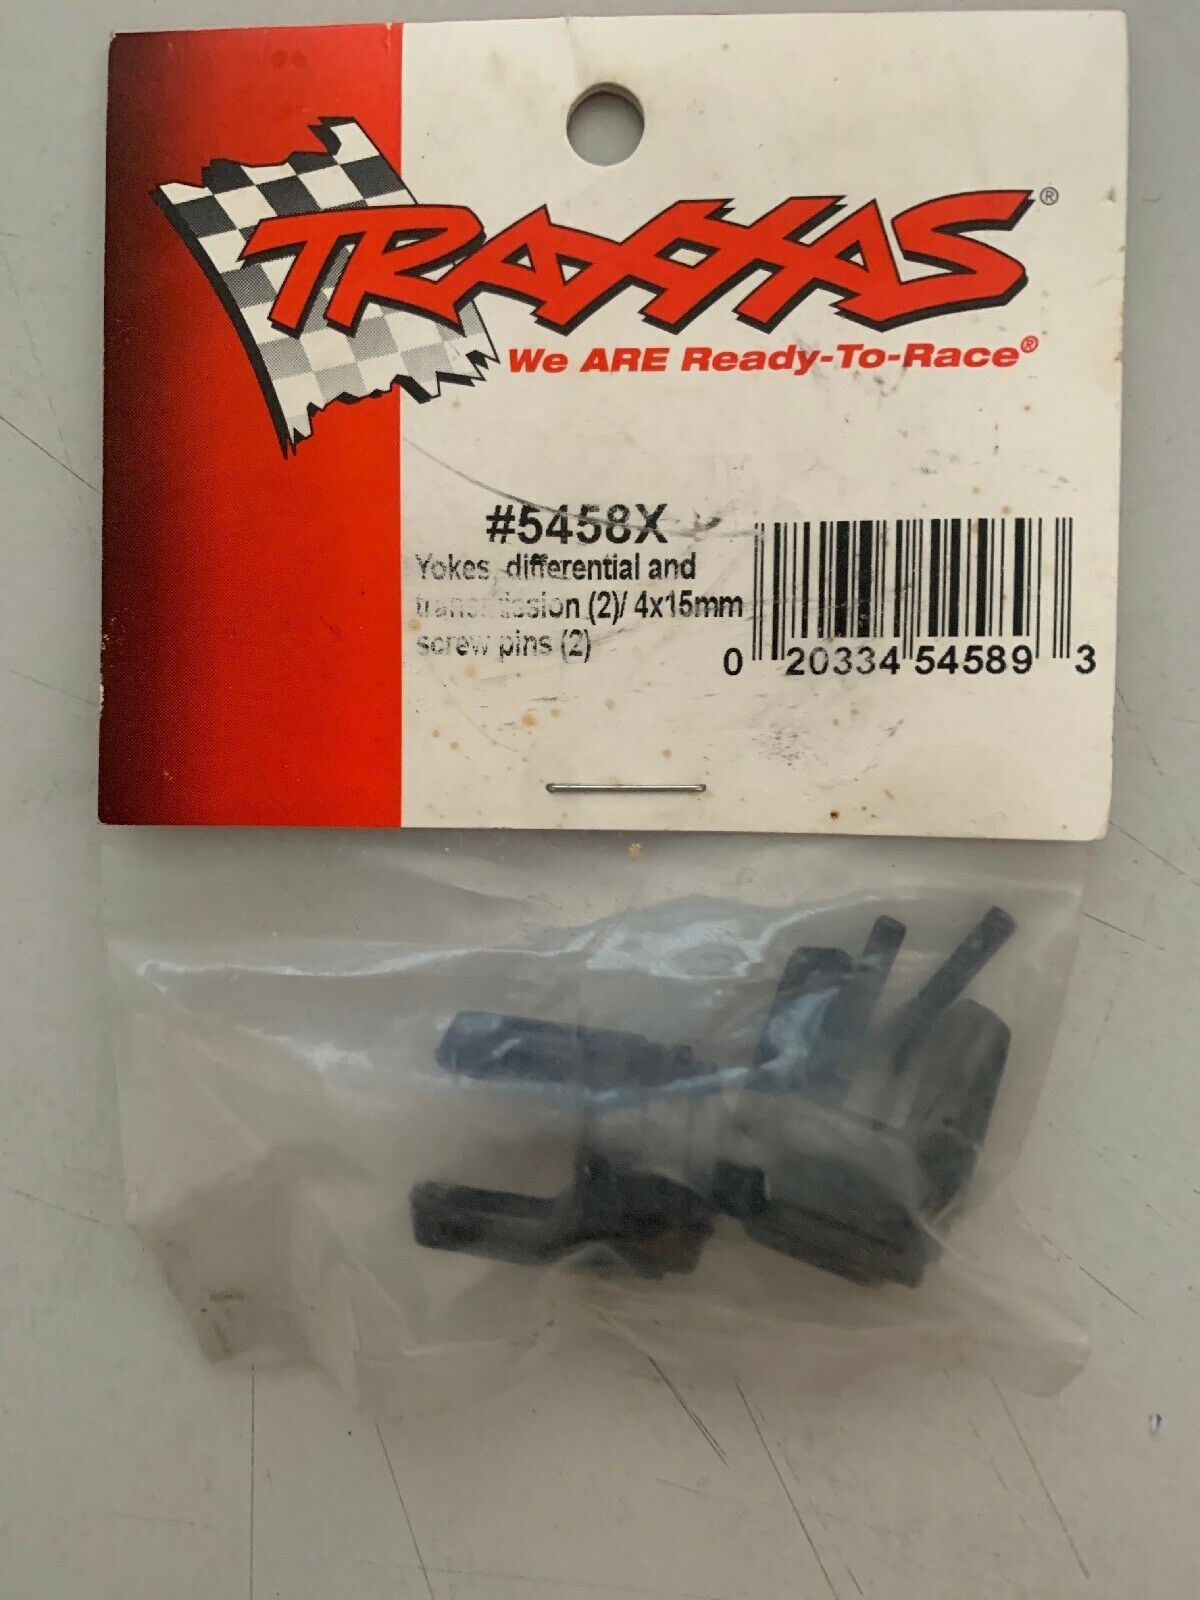 TRAXXAS®
We ARE Ready-To-Race®
#5458X
Yokes, differential and
transmission (2)/ 4x15mm
screw pins (2)
0 20334 54589 3